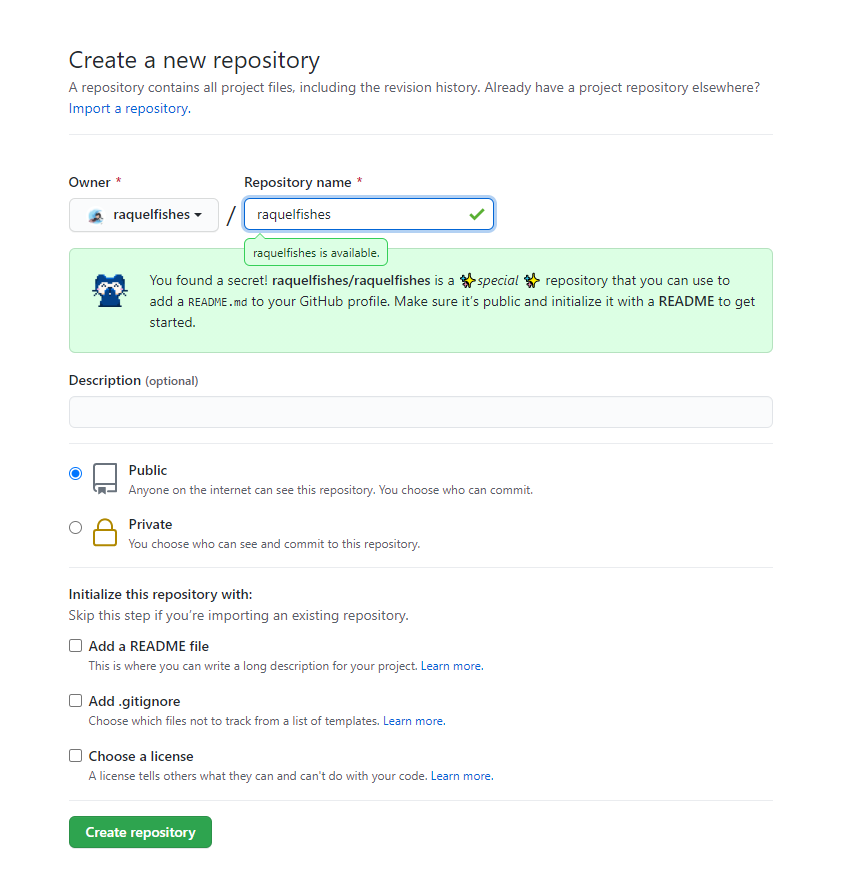 Create a new repository
A repository contains all project files, including the revision history. Already have a project repository elsewhere?
Import a repository.
Owner *
Repository name *
raquelfishes
/
raquelfishes
raquelfishes is available.
You found a secret! raquelfishes/raquelfishes is a ✨special ✨ repository that you can use to
add a README.md to your GitHub profile. Make sure it's public and initialize it with a README to get
started.
Description (optional)
Public
Anyone on the internet can see this repository. You choose who can commit.
Private
You choose who can see and commit to this repository.
Initialize this repository with:
Skip this step if you're importing an existing repository.
Add a README file
This is where you can write a long description for your project. Learn more.
Add .gitignore
Choose which files not to track from a list of templates. Learn more.
Choose a license
A license tells others what they can and can't do with your code. Learn more.
Create repository